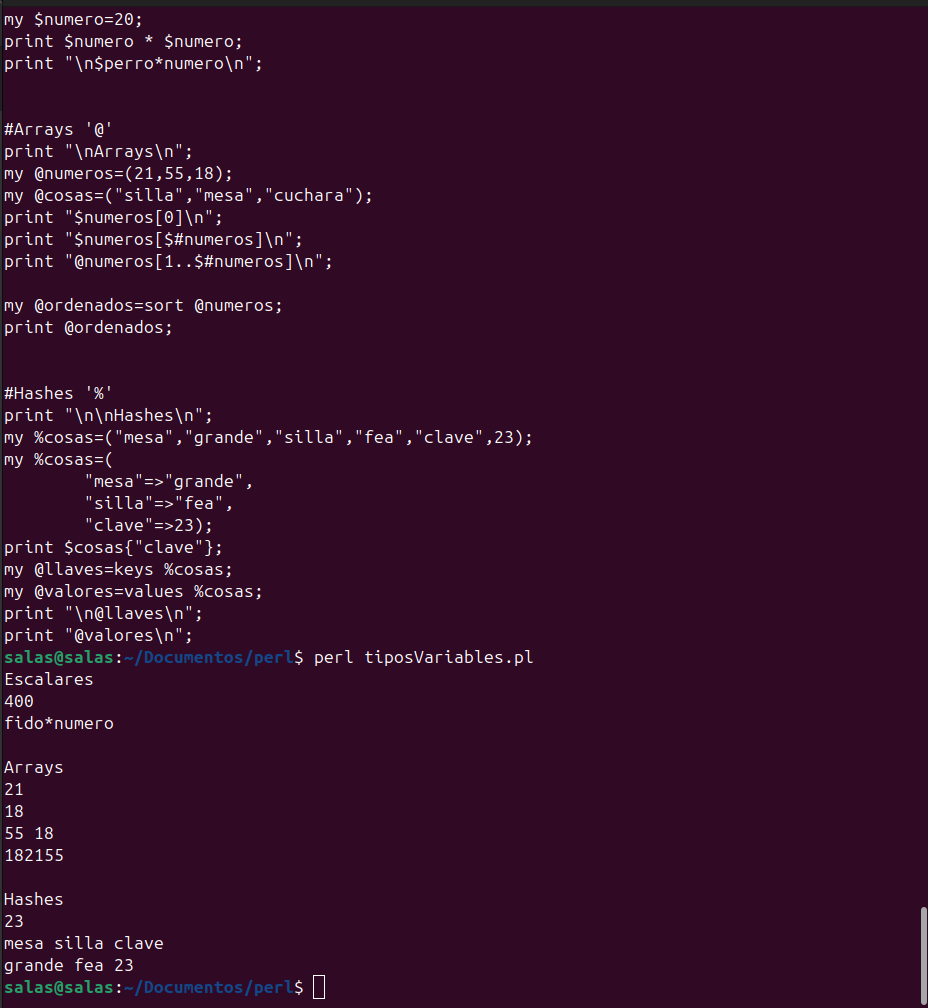 my $numero=20;
print $numero * $numero;
print "\n$perro*numero\n";
#Arrays '@'
print "\nArrays\n";
my @numeros=(21,55,18);
my @cosas=("silla","mesa","cuchara");
print "$numeros[0]\n";
print "$numeros[$#numeros]\n";
print "@numeros[1..$#numeros]\n";
my @ordenados=sort @numeros;
print @ordenados;
#Hashes '%'
print "\n\nHashes\n";
my %cosas=("mesa","grande","silla","fea","clave",23);
my %cosas=(
"mesa"=>"grande",
"silla"=>"fea",
"clave"=>23);
print $cosas{"clave"};
my @llaves=keys %cosas;
my @valores=values %cosas;
print "\n@llaves\n";
print "@valores\n";
salas@salas:~/Documentos/perl$ perl tiposVariables.pl
Escalares
400
fido*numero
Arrays
21
18
55 18
182155
Hashes
23
mesa silla clave
grande fea 23
salas@salas:~/Documentos/perl$